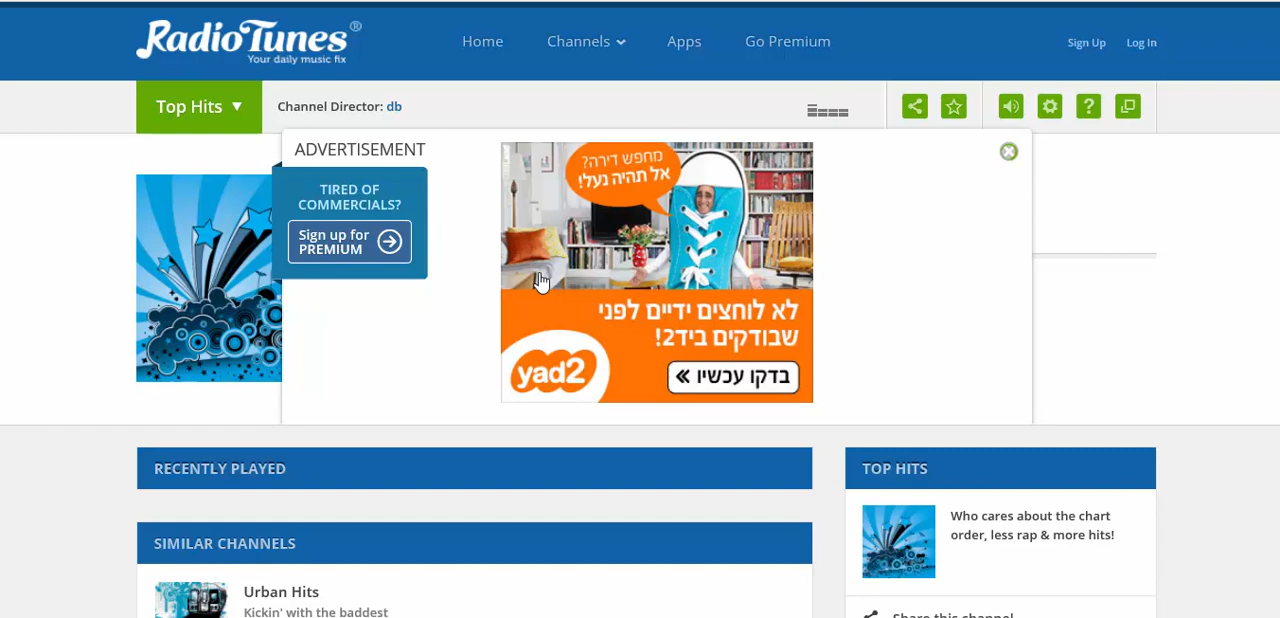 RadioTunes®
Your daily music fix
Home
Channels
Apps
Go Premium
Sign Up
Log In
Top Hits
Channel Director: db
ADVERTISEMENT
TIRED OF
COMMERCIALS?
Sign up for
PREMIUM
מחפש דירה?
אל תהיה נעל!
לא לוחצים ידיים לפני
שבודקים ביד2!
yad2
בדקו עכשיו
RECENTLY PLAYED
SIMILAR CHANNELS
Urban Hits
Kickin' with the baddest
TOP HITS
Who cares about the chart
order, less rap & more hits!
Share this channel